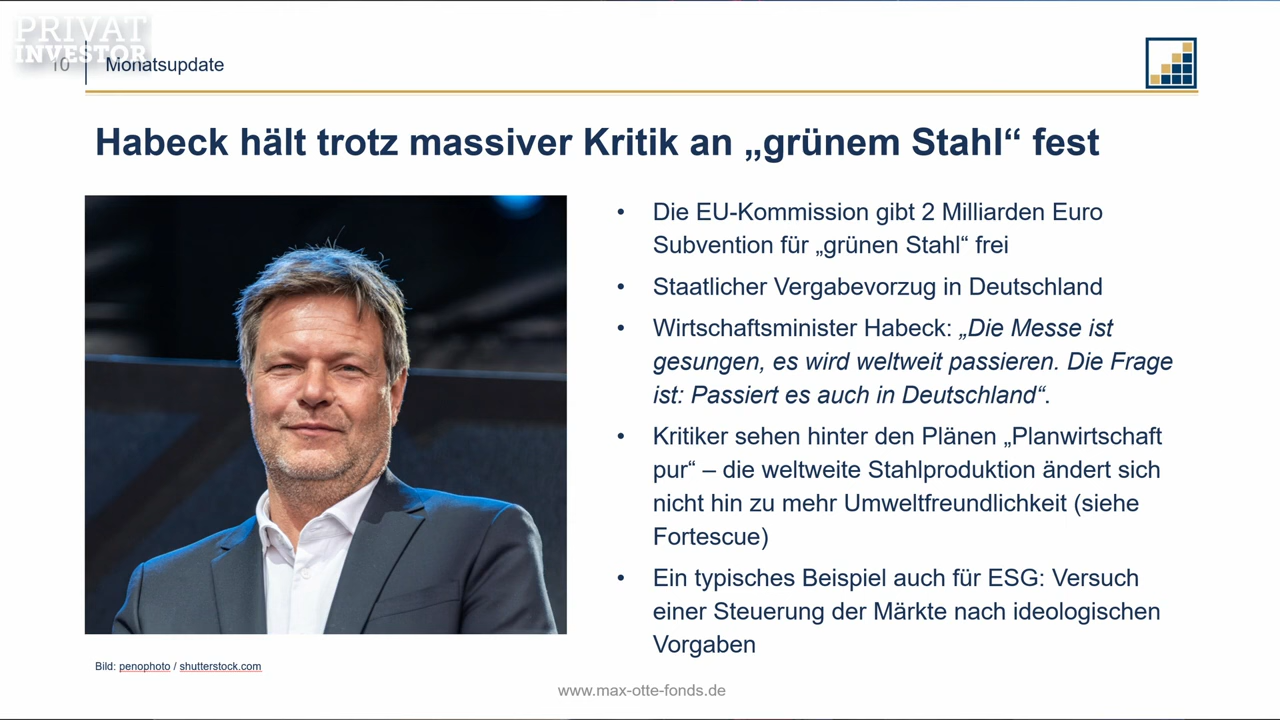 PRIVAT
INVESTOR
10
Monatsupdate
Habeck hält trotz massiver Kritik an „grünem Stahl“ fest
• Die EU-Kommission gibt 2 Milliarden Euro
Subvention für „grünen Stahl“ frei
• Staatlicher Vergabevorzug in Deutschland
• Wirtschaftsminister Habeck: „Die Messe ist
gesungen, es wird weltweit passieren. Die Frage
ist: Passiert es auch in Deutschland“.
• Kritiker sehen hinter den Plänen „Planwirtschaft
pur“ – die weltweite Stahlproduktion ändert sich
nicht hin zu mehr Umweltfreundlichkeit (siehe
Fortescue)
• Ein typisches Beispiel auch für ESG: Versuch
einer Steuerung der Märkte nach ideologischen
Vorgaben
Bild: penophoto / shutterstock.com
www.max-otte-fonds.de